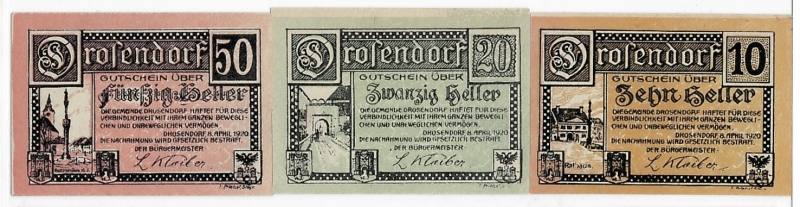 Drosendorf 50
GUTSCHEIN ÜBER
Fünfzig Heller
DIE GEMEINDE DROSENDORF HAFTET FÜR DIESE
VERBINDLICHKEIT MIT IHREM GANZEN BEWEGLI-
CHEN UND UNBEWEGLICHEN VERMÖGEN.
DROSENDORF 8. APRIL 1920
DIE NACHAHMUNG WIRD GESETZLICH BESTRAFT.
DER BÜRGERMEISTER:
Drosendorf 20
GUTSCHEIN ÜBER
Zwanzig Heller
DIE GEMEINDE DROSENDORF HAFTET FÜR DIESE
VERBINDLICHKEIT MIT IHREM GANZEN BEWEGLI-
CHEN UND UNBEWEGLICHEN VERMÖGEN.
DROSENDORF 8. APRIL 1920
DIE NACHAHMUNG WIRD GESETZLICH BESTRAFT.
DER BÜRGERMEISTER:
Drosendorf 10
GUTSCHEIN ÜBER
Zehn Heller
DIE GEMEINDE DROSENDORF HAFTET FÜR DIESE
VERBINDLICHKEIT MIT IHREM GANZEN BEWEGLI-
CHEN UND UNBEWEGLICHEN VERMÖGEN.
DROSENDORF 8. APRIL 1920
DIE NACHAHMUNG WIRD GESETZLICH BESTRAFT.
DER BÜRGERMEISTER: